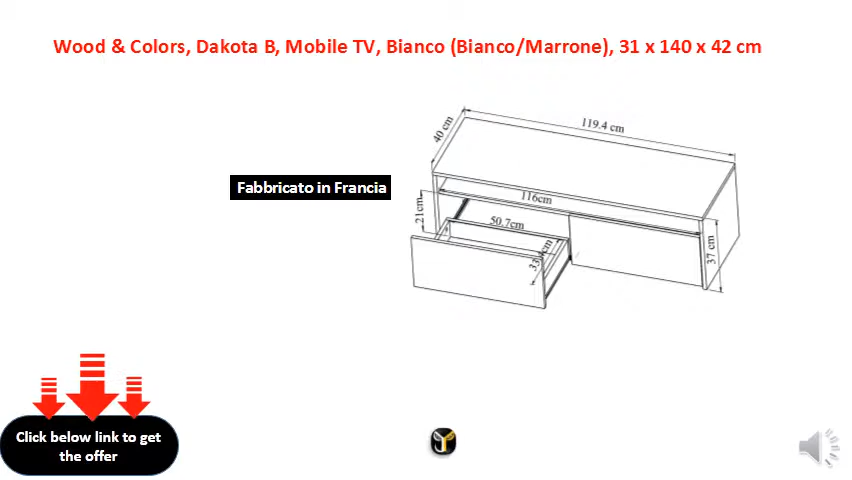 Wood & Colors, Dakota B, Mobile TV, Bianco (Bianco/Marrone), 31 x 140 x 42 cm
40 cm
119.4 cm
Fabbricato in Francia
116cm
21cm
50.7cm
37 cm
Click below link to get
the offer